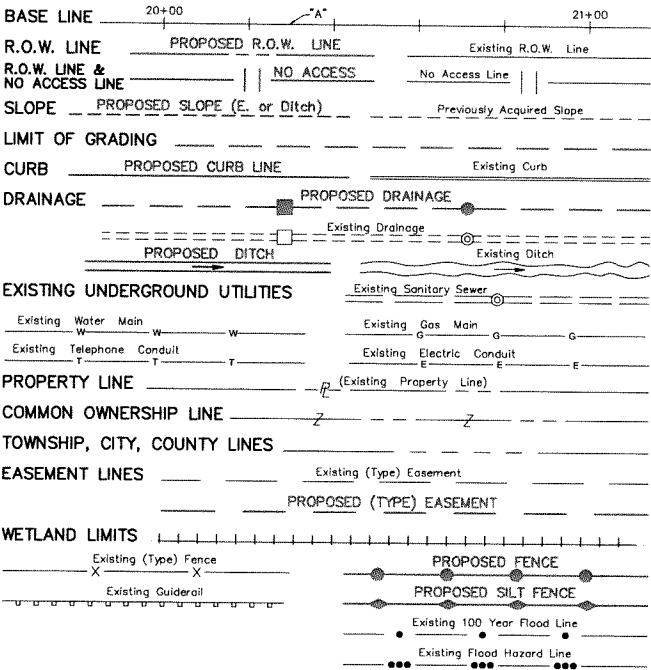 BASE LINE 20+00 "A" 21+00
R.O.W. LINE PROPOSED R.O.W. LINE Existing R.O.W. Line
R.O.W. LINE &
NO ACCESS LINE NO ACCESS No Access Line
SLOPE PROPOSED SLOPE (E. or Ditch) Previously Acquired Slope
LIMIT OF GRADING
CURB PROPOSED CURB LINE Existing Curb
DRAINAGE PROPOSED DRAINAGE
Existing Drainage
PROPOSED DITCH Existing Ditch
EXISTING UNDERGROUND UTILITIES Existing Sanitary Sewer
Existing Water Main Existing Gas Main
W W W G G G
Existing Telephone Conduit Existing Electric Conduit
T T T E E E
PROPERTY LINE PL (Existing Property Line)
COMMON OWNERSHIP LINE Z Z
TOWNSHIP, CITY, COUNTY LINES
EASEMENT LINES Existing (Type) Easement
PROPOSED (TYPE) EASEMENT
WETLAND LIMITS
Existing (Type) Fence PROPOSED FENCE
X X
Existing Guiderail PROPOSED SILT FENCE
Existing 100 Year Flood Line
Existing Flood Hazard Line